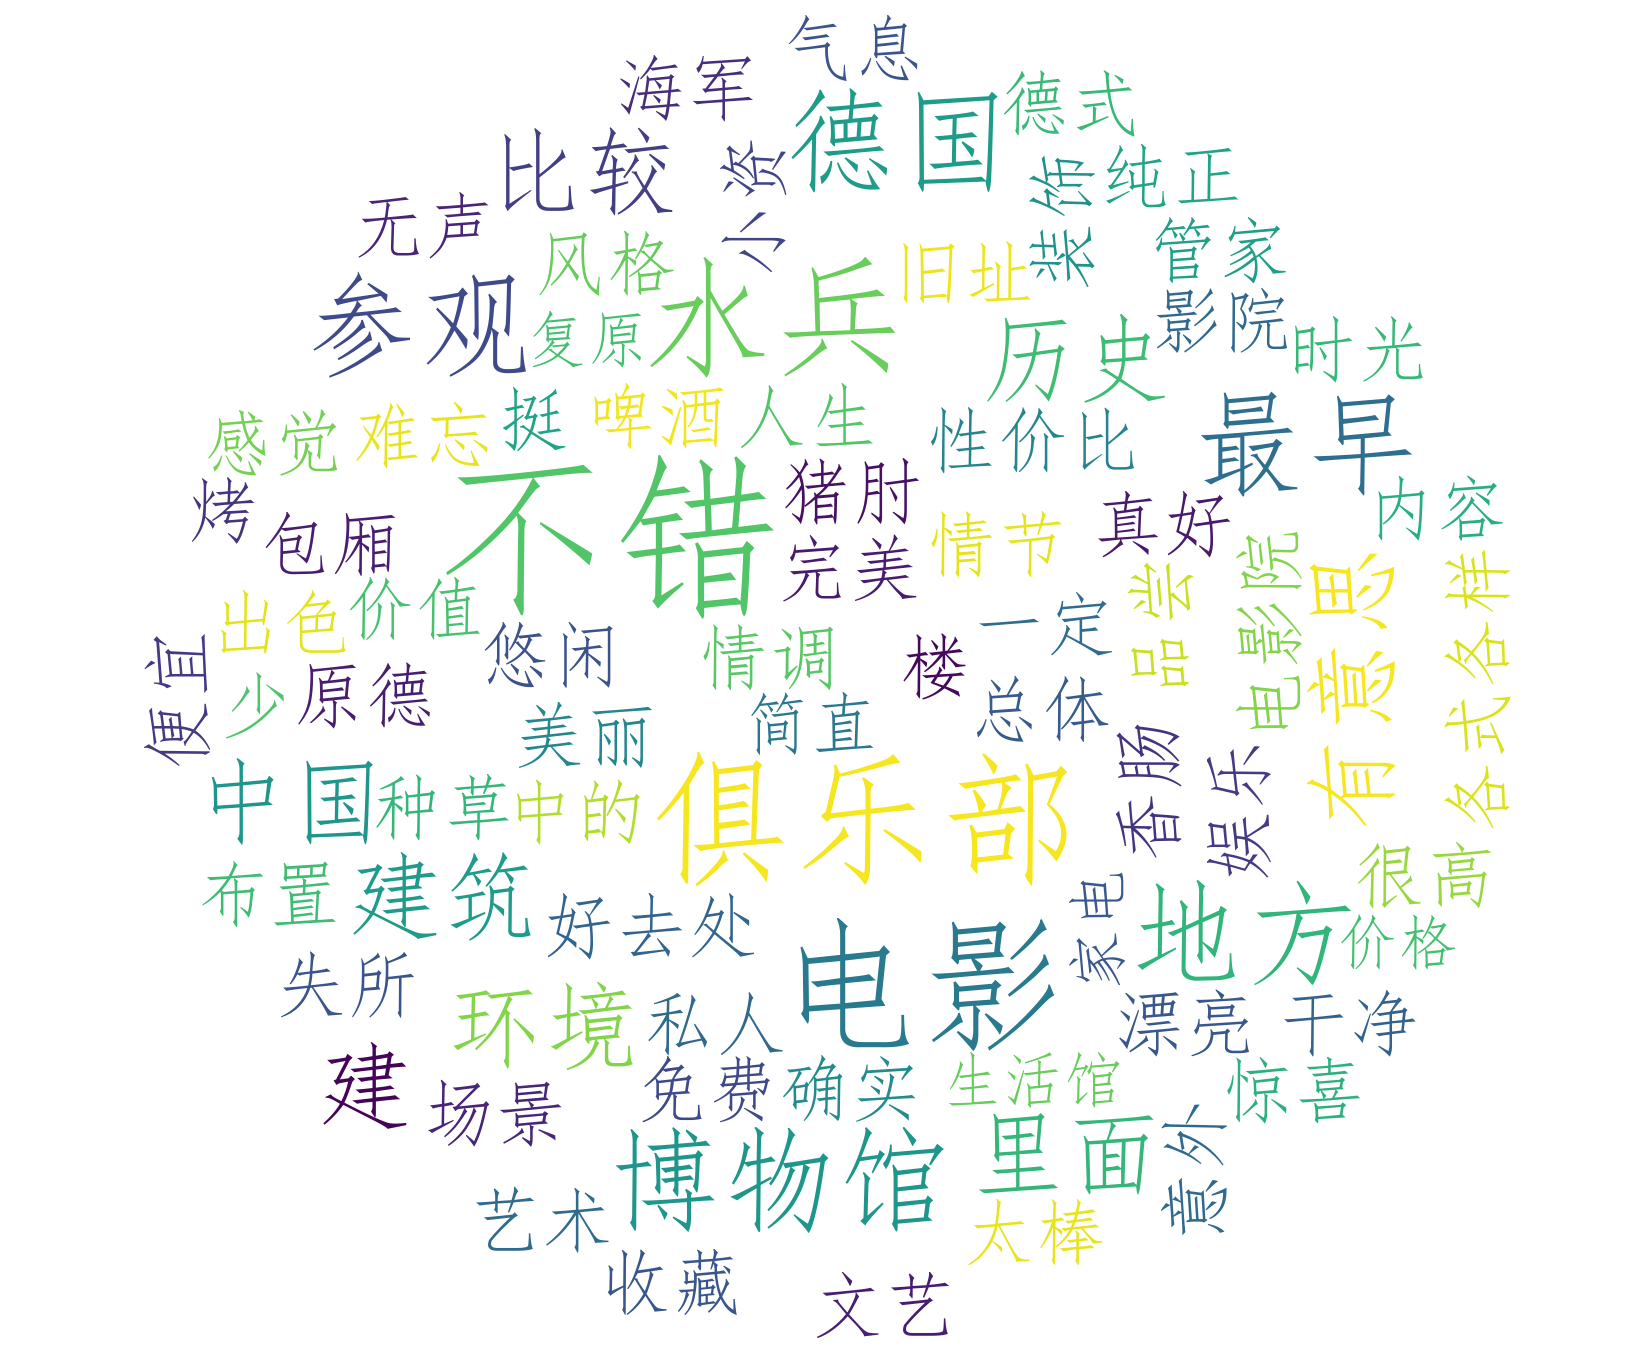 气息
海军
德国
德式
比较
小资
装饰
纯正
无声
风格
旧址
管家
参观
水兵
复原
历史
影院
时光
感觉
难忘
挺
啤酒
人生
性价比
最早
烤
包厢
不错
猪肘
完美
情节
真好
内容
出色
价值
悠闲
情调
楼
一定
品尝
电影院
有意思
各式各样
便宜
少
原德
美丽
简直
总体
香肠
娱乐
中国
种草
中的
俱乐部
布置
建筑
好去处
电影
家电
地方
很高
价格
失所
环境
私人
漂亮
干净
建
场景
免费
确实
生活馆
惊喜
博物馆
里面
意外
艺术
太棒
收藏
文艺